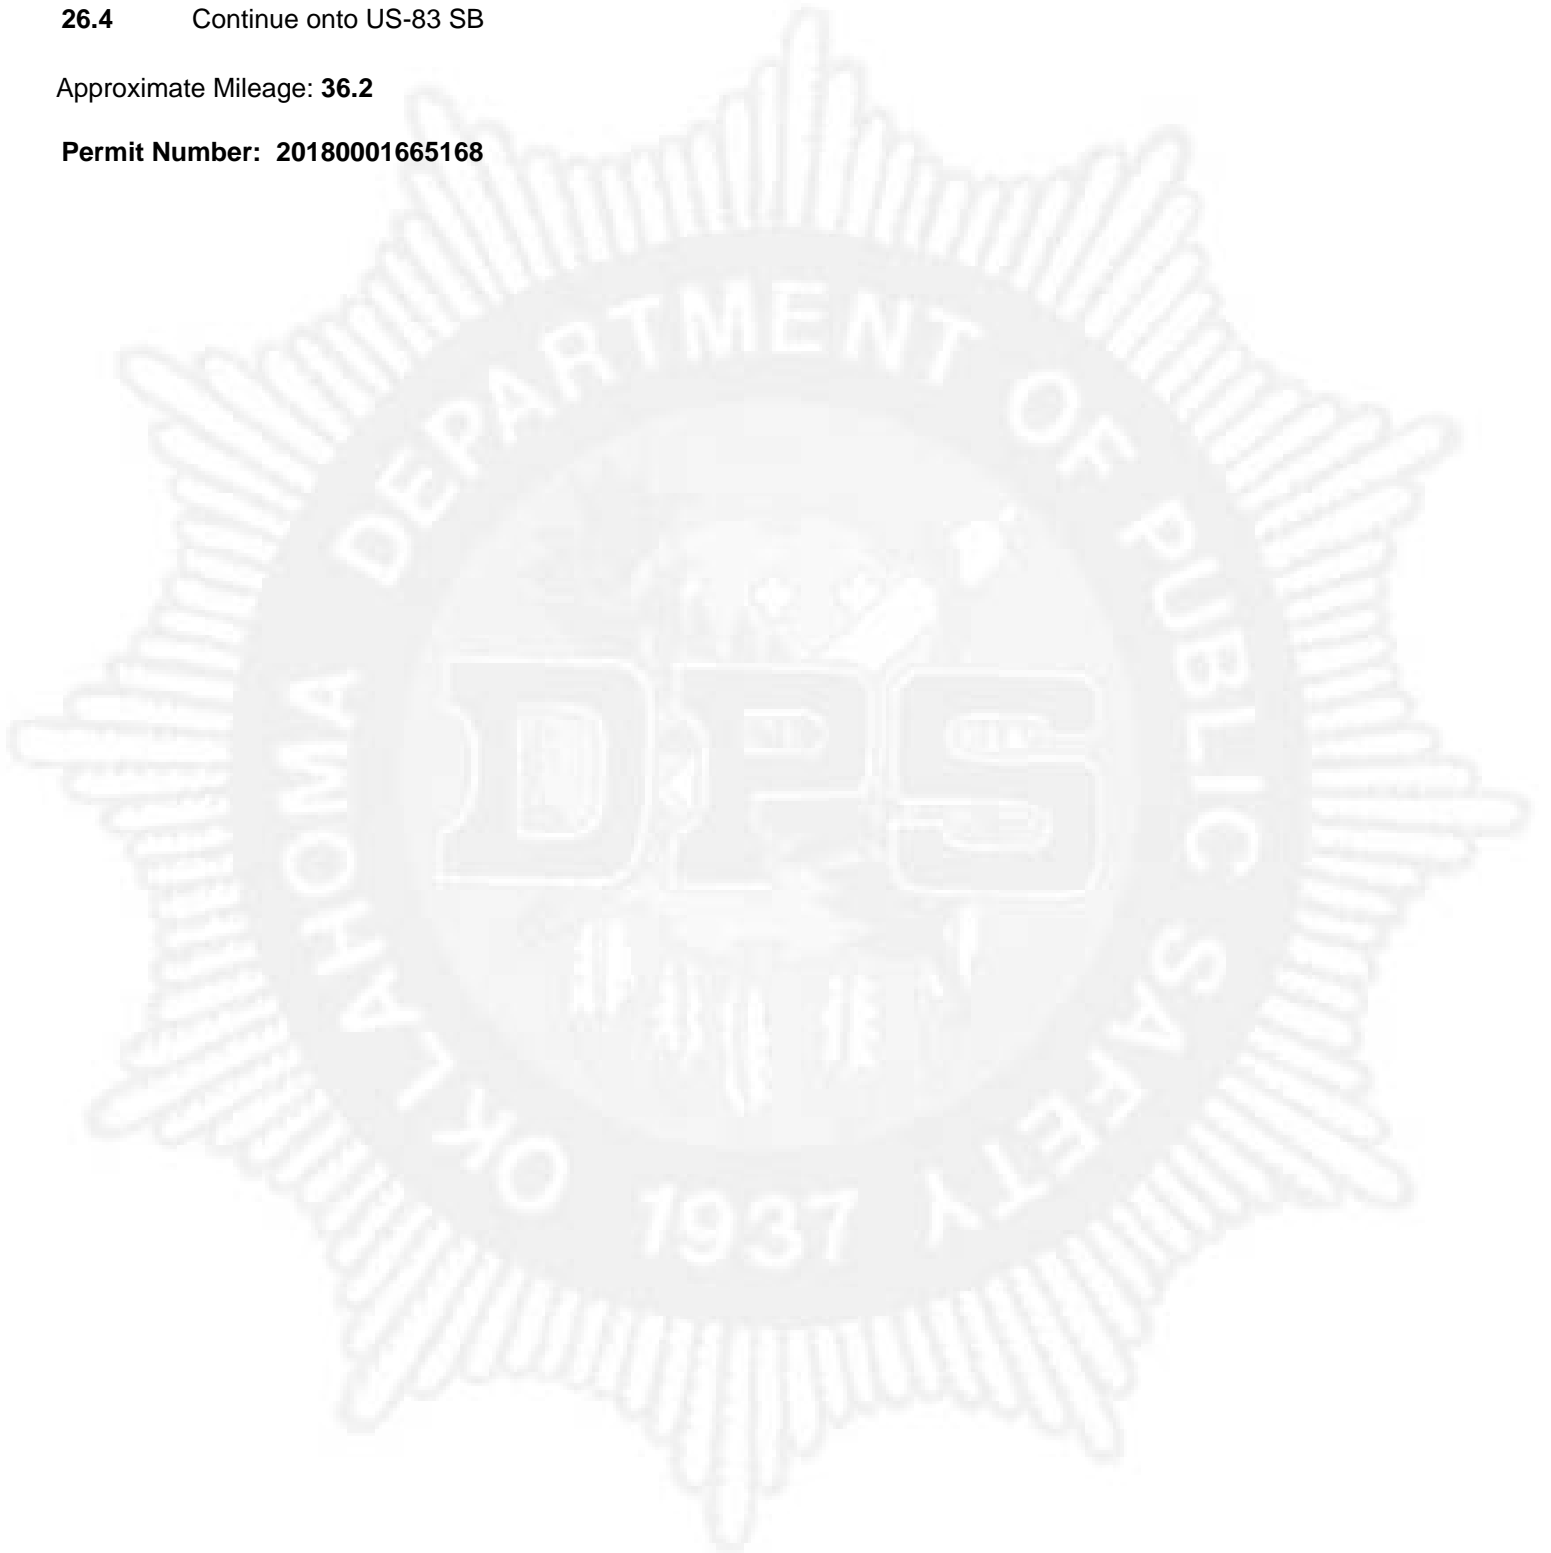 26.4 Continue onto US-83 SB
Approximate Mileage: 36.2
Permit Number: 20180001665168
OKLAHOMA DEPARTMENT OF PUBLIC SAFETY
DPS
1937